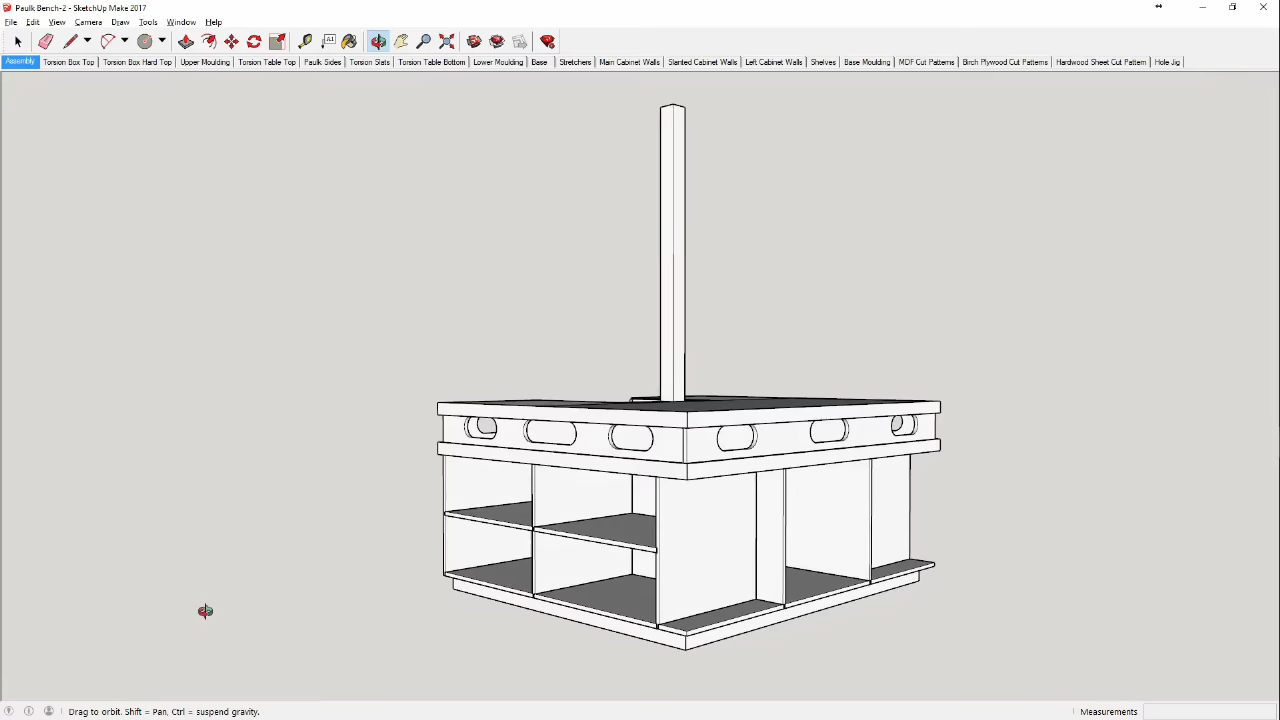 Paulk Bench-2 - SketchUp Make 2017
File Edit View Camera Draw Tools Window Help
A1
Assembly Torsion Box Top Torsion Box Hard Top Upper Moulding Torsion Table Top Paulk Sides Torsion Slats Torsion Table Bottom Lower Moulding Base Stretchers Main Cabinet Walls Slanted Cabinet Walls Left Cabinet Walls Shelves Base Moulding MDF Cut Patterns Birch Plywood Cut Patterns Hardwood Sheet Cut Pattern Hole Jig
Drag to orbit. Shift = Pan, Ctrl = suspend gravity.
Measurements